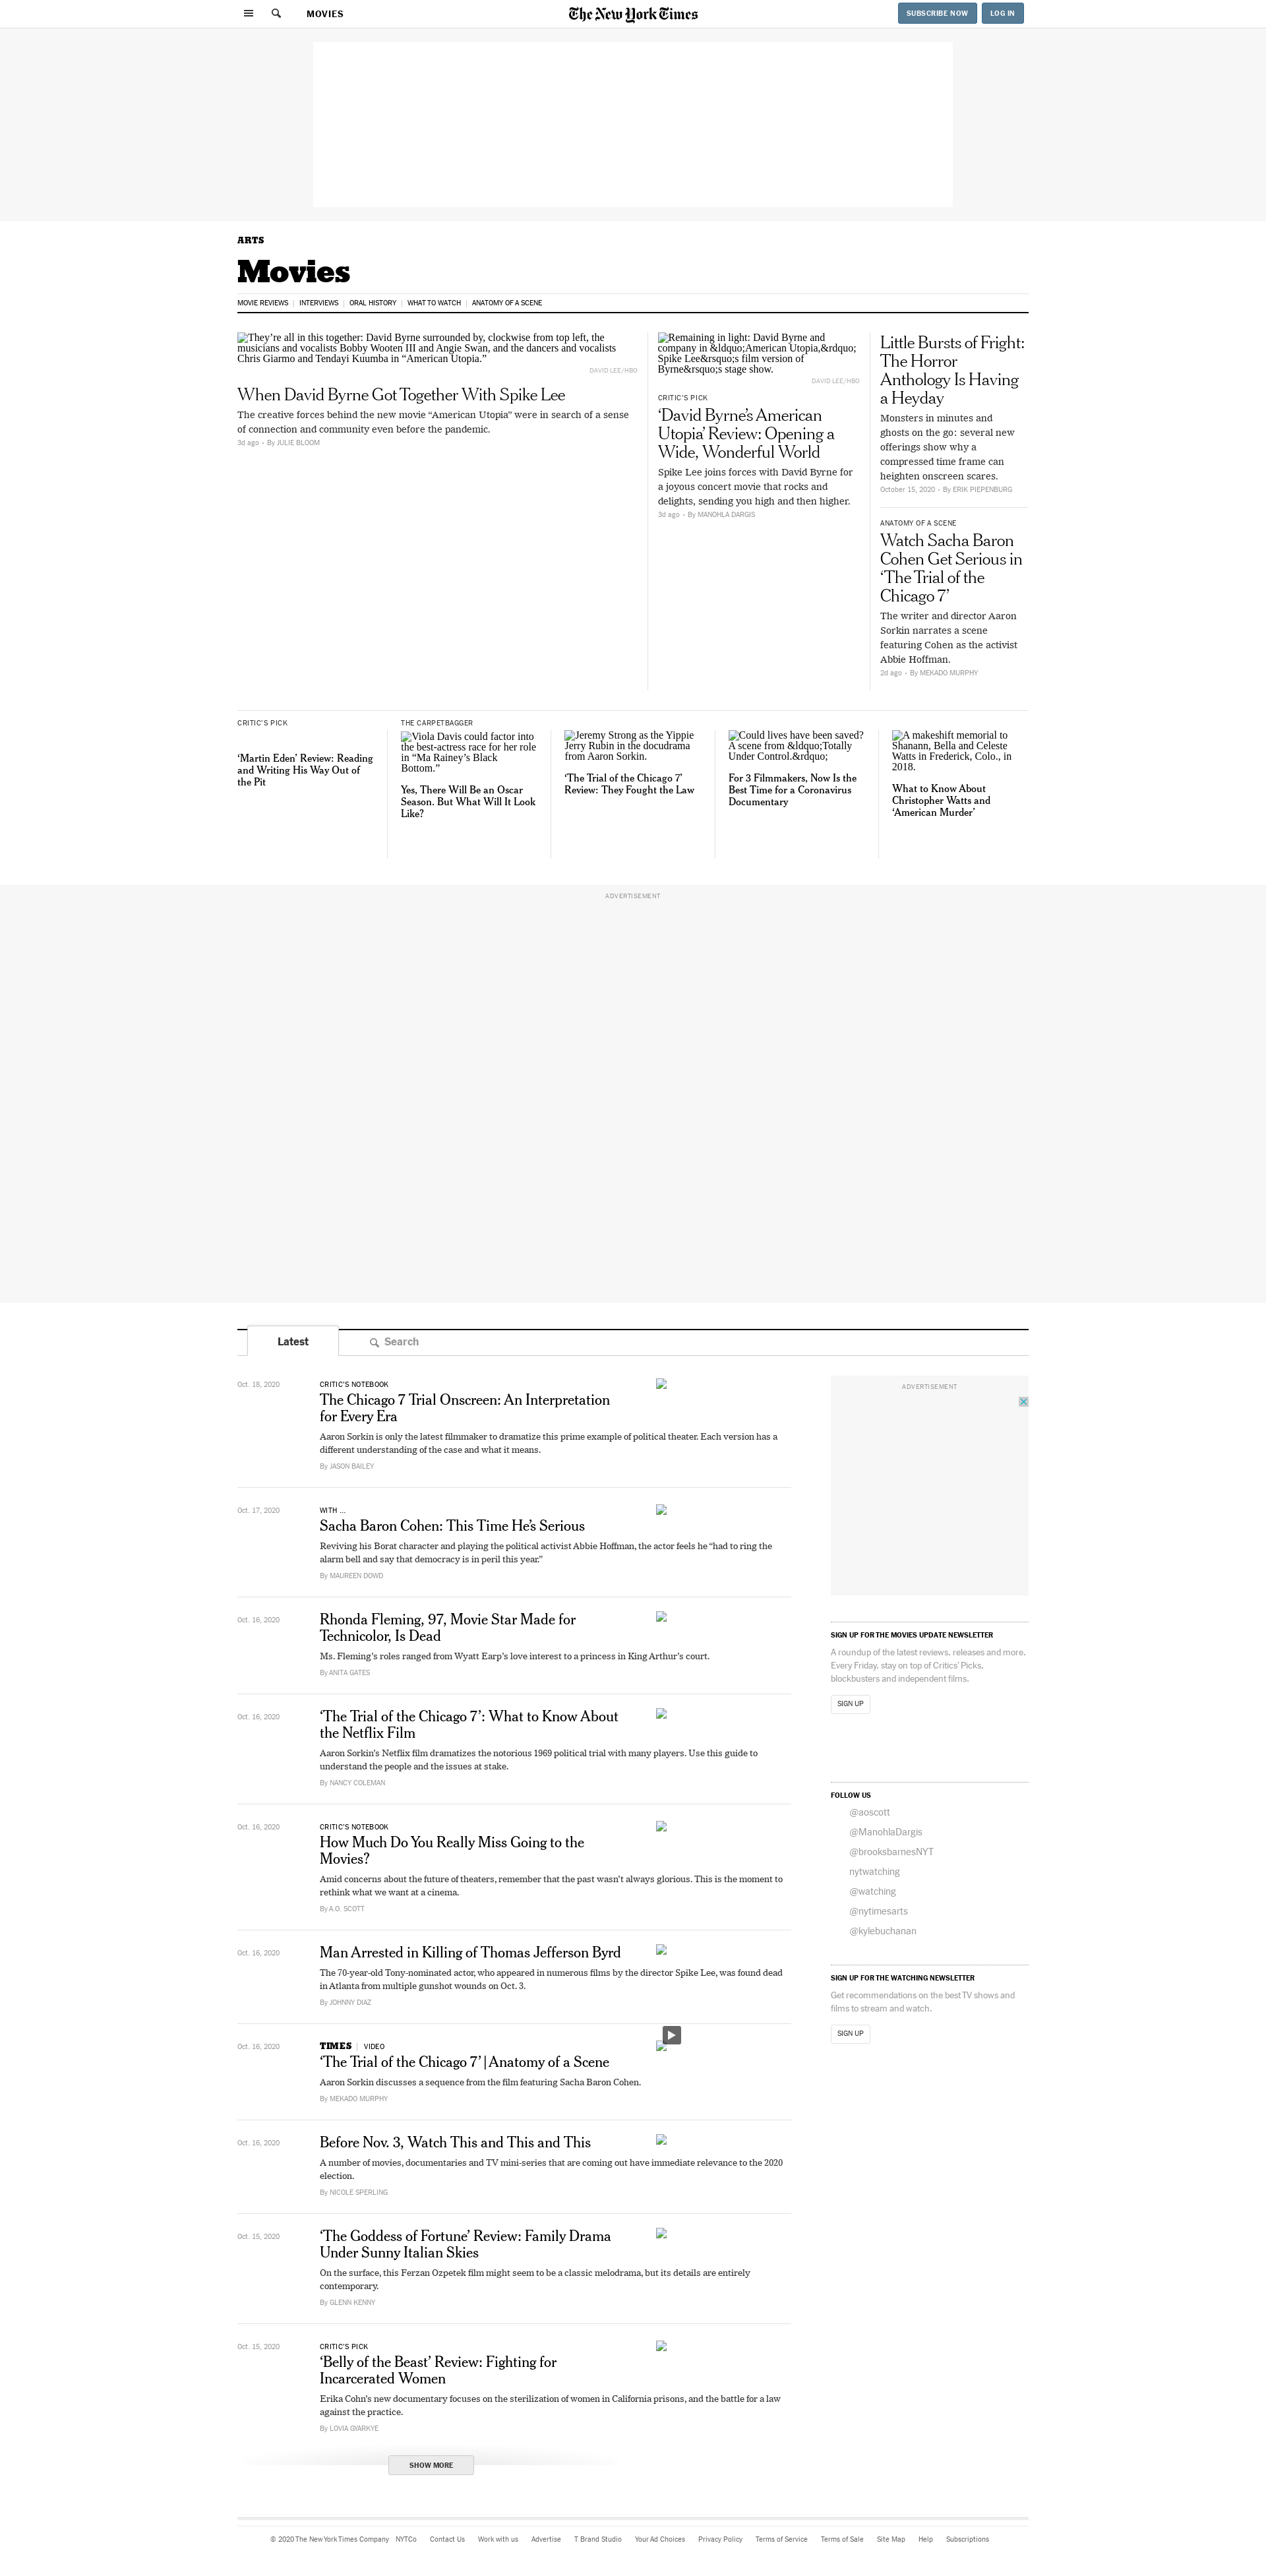 MOVIES
The New York Times
SUBSCRIBE NOW
LOG IN
ARTS
Movies
MOVIE REVIEWS
INTERVIEWS
ORAL HISTORY
WHAT TO WATCH
ANATOMY OF A SCENE
They're all in this together: David Byrne surrounded by, clockwise from top left, the
musicians and vocalists Bobby Wooten III and Angie Swan, and the dancers and vocalists
Chris Giarmo and Tendayi Kuumba in “American Utopia.”
DAVID LEE/HBO
When David Byrne Got Together With Spike Lee
The creative forces behind the new movie “American Utopia” were in search of a sense
of connection and community even before the pandemic.
3d ago • By JULIE BLOOM
Remaining in light: David Byrne and
company in &ldquo;American Utopia,&rdquo;
Spike Lee&rsquo;s film version of
Byrne&rsquo;s stage show.
DAVID LEE/HBO
CRITIC'S PICK
‘David Byrne’s American
Utopia’ Review: Opening a
Wide, Wonderful World
Spike Lee joins forces with David Byrne for
a joyous concert movie that rocks and
delights, sending you high and then higher.
3d ago • By MANOHLA DARGIS
Little Bursts of Fright:
The Horror
Anthology Is Having
a Heyday
Monsters in minutes and
ghosts on the go: several new
offerings show why a
compressed time frame can
heighten onscreen scares.
October 15, 2020 • By ERIK PIEPENBURG
ANATOMY OF A SCENE
Watch Sacha Baron
Cohen Get Serious in
‘The Trial of the
Chicago 7’
The writer and director Aaron
Sorkin narrates a scene
featuring Cohen as the activist
Abbie Hoffman.
2d ago • By MEKADO MURPHY
CRITIC'S PICK
‘Martin Eden’ Review: Reading
and Writing His Way Out of
the Pit
THE CARPETBAGGER
Viola Davis could factor into
the best-actress race for her role
in “Ma Rainey’s Black
Bottom.”
Yes, There Will Be an Oscar
Season. But What Will It Look
Like?
Jeremy Strong as the Yippie
Jerry Rubin in the docudrama
from Aaron Sorkin.
‘The Trial of the Chicago 7’
Review: They Fought the Law
Could lives have been saved?
A scene from &ldquo;Totally
Under Control.&rdquo;
For 3 Filmmakers, Now Is the
Best Time for a Coronavirus
Documentary
A makeshift memorial to
Shanann, Bella and Celeste
Watts in Frederick, Colo., in
2018.
What to Know About
Christopher Watts and
‘American Murder’
ADVERTISEMENT
Latest
Search
Oct. 18, 2020
CRITIC'S NOTEBOOK
The Chicago 7 Trial Onscreen: An Interpretation
for Every Era
Aaron Sorkin is only the latest filmmaker to dramatize this prime example of political theater. Each version has a
different understanding of the case and what it means.
By JASON BAILEY
Oct. 17, 2020
WITH ...
Sacha Baron Cohen: This Time He’s Serious
Reviving his Borat character and playing the political activist Abbie Hoffman, the actor feels he “had to ring the
alarm bell and say that democracy is in peril this year.”
By MAUREEN DOWD
Oct. 16, 2020
Rhonda Fleming, 97, Movie Star Made for
Technicolor, Is Dead
Ms. Fleming’s roles ranged from Wyatt Earp’s love interest to a princess in King Arthur’s court.
By ANITA GATES
Oct. 16, 2020
‘The Trial of the Chicago 7’: What to Know About
the Netflix Film
Aaron Sorkin’s Netflix film dramatizes the notorious 1969 political trial with many players. Use this guide to
understand the people and the issues at stake.
By NANCY COLEMAN
Oct. 16, 2020
CRITIC'S NOTEBOOK
How Much Do You Really Miss Going to the
Movies?
Amid concerns about the future of theaters, remember that the past wasn’t always glorious. This is the moment to
rethink what we want at a cinema.
By A.O. SCOTT
Oct. 16, 2020
Man Arrested in Killing of Thomas Jefferson Byrd
The 70-year-old Tony-nominated actor, who appeared in numerous films by the director Spike Lee, was found dead
in Atlanta from multiple gunshot wounds on Oct. 3.
By JOHNNY DIAZ
Oct. 16, 2020
TIMES | VIDEO
‘The Trial of the Chicago 7’ | Anatomy of a Scene
Aaron Sorkin discusses a sequence from the film featuring Sacha Baron Cohen.
By MEKADO MURPHY
Oct. 16, 2020
Before Nov. 3, Watch This and This and This
A number of movies, documentaries and TV mini-series that are coming out have immediate relevance to the 2020
election.
By NICOLE SPERLING
Oct. 15, 2020
‘The Goddess of Fortune’ Review: Family Drama
Under Sunny Italian Skies
On the surface, this Ferzan Ozpetek film might seem to be a classic melodrama, but its details are entirely
contemporary.
By GLENN KENNY
Oct. 15, 2020
CRITIC'S PICK
‘Belly of the Beast’ Review: Fighting for
Incarcerated Women
Erika Cohn’s new documentary focuses on the sterilization of women in California prisons, and the battle for a law
against the practice.
By LOVIA GYARKYE
SHOW MORE
ADVERTISEMENT
SIGN UP FOR THE MOVIES UPDATE NEWSLETTER
A roundup of the latest reviews, releases and more.
Every Friday, stay on top of Critics’ Picks,
blockbusters and independent films.
SIGN UP
FOLLOW US
@aoscott
@ManohlaDargis
@brooksbarnesNYT
nytwatching
@watching
@nytimesarts
@kylebuchanan
SIGN UP FOR THE WATCHING NEWSLETTER
Get recommendations on the best TV shows and
films to stream and watch.
SIGN UP
© 2020 The New York Times Company NYTCo Contact Us Work with us Advertise T Brand Studio Your Ad Choices Privacy Policy Terms of Service Terms of Sale Site Map Help Subscriptions